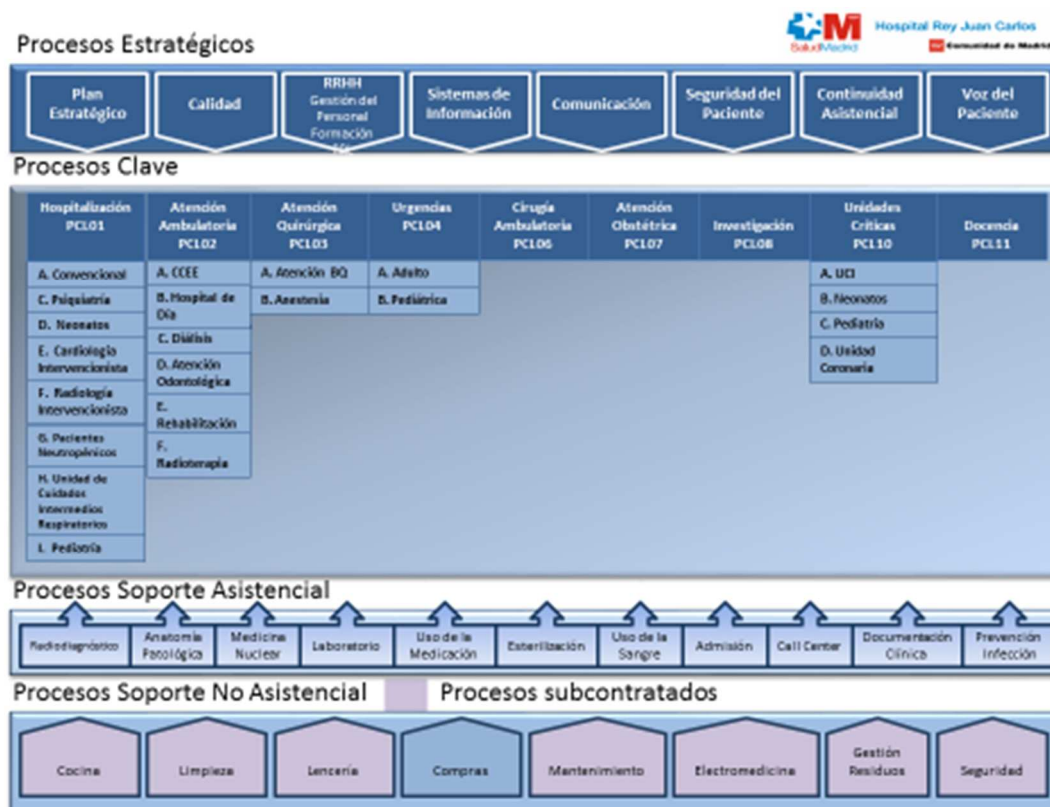 Procesos Estratégicos
SaludMadrid
Hospital Rey Juan Carlos
Comunidad de Madrid
Plan
Estratégico
Calidad
RRHH
Gestión del
Personal
Formación
Sistemas de
Información
Comunicación
Seguridad del
Paciente
Continuidad
Asistencial
Voz del
Paciente
Procesos Clave
Hospitalización
PCL01
Atención
Ambulatoria
PCL02
Atención
Quirúrgica
PCL03
Urgencias
PCL04
Cirugía
Ambulatoria
PCL06
Atención
Obstétrica
PCL07
Investigación
PCL08
Unidades
Críticas
PCL10
Docencia
PCL11
A. Convencional
C. Psiquiatría
D. Neonatos
E. Cardiología
Intervencionista
F. Radiología
Intervencionista
G. Pacientes
Neutropénicos
H. Unidad de
Cuidados
Intermedios
Respiratorios
I. Pediatría
A. CCEE
B. Hospital de
Día
C. Diálisis
D. Atención
Odontológica
E.
Rehabilitación
F.
Radioterapia
A. Atención BQ
B. Anestesia
A. Adulto
B. Pediátrica
A. UCI
B. Neonatos
C. Pediatría
D. Unidad
Coronaria
Procesos Soporte Asistencial
Radiodiagnóstico
Anatomía
Patológica
Medicina
Nuclear
Laboratorio
Uso de la
Medicación
Esterilización
Uso de la
Sangre
Admisión
Call Center
Documentación
Clínica
Prevención
Infección
Procesos Soporte No Asistencial
Procesos subcontratados
Cocina
Limpieza
Lencería
Compras
Mantenimiento
Electromedicina
Gestión
Residuos
Seguridad